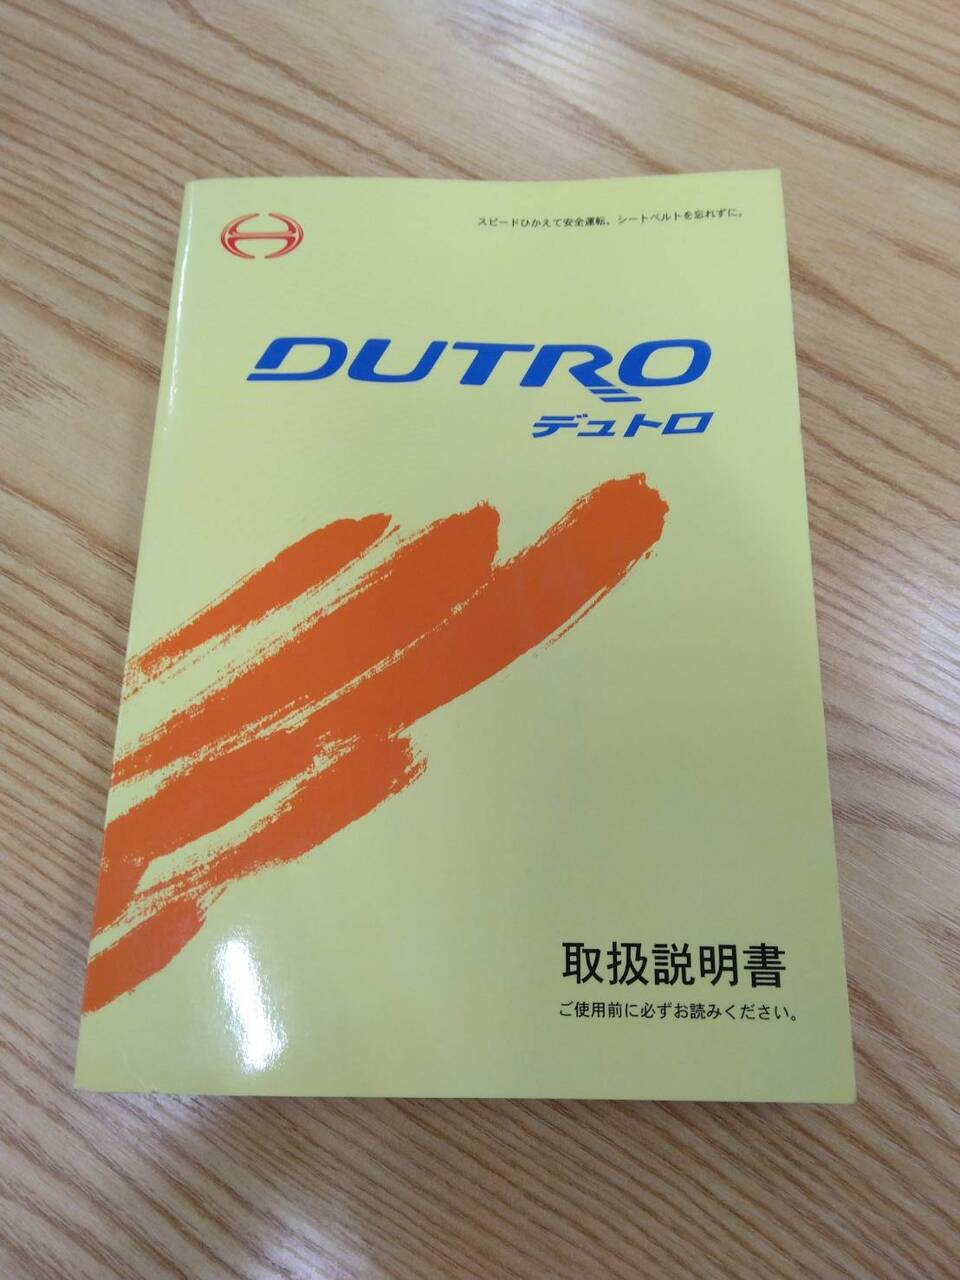 スピードひかえて安全運転。シートベルトを忘れずに。
DUTRO
デュトロ
取扱説明書
ご使用前に必ずお読みください。